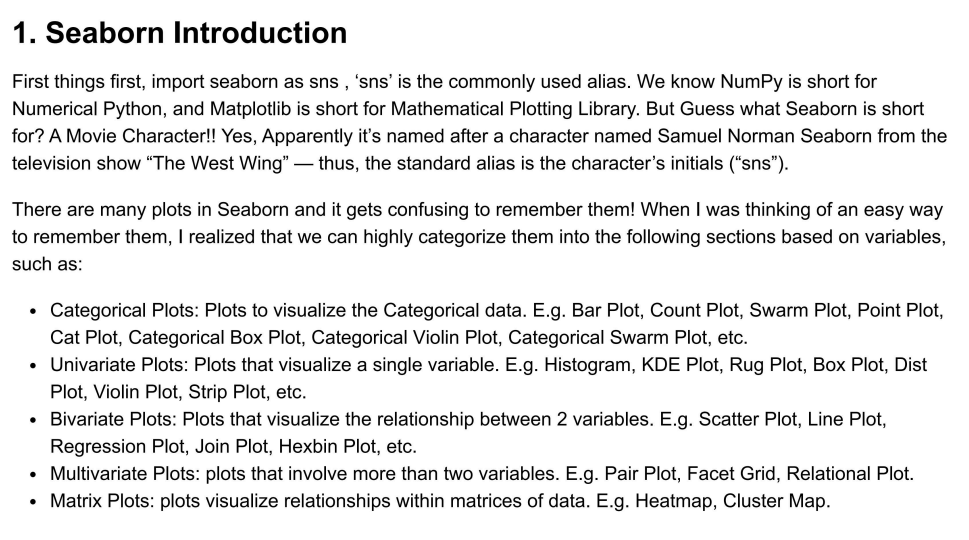 1. Seaborn Introduction
First things first, import seaborn as sns , ‘sns’ is the commonly used alias. We know NumPy is short for
Numerical Python, and Matplotlib is short for Mathematical Plotting Library. But Guess what Seaborn is short
for? A Movie Character!! Yes, Apparently it’s named after a character named Samuel Norman Seaborn from the
television show “The West Wing” — thus, the standard alias is the character’s initials (“sns”).
There are many plots in Seaborn and it gets confusing to remember them! When I was thinking of an easy way
to remember them, I realized that we can highly categorize them into the following sections based on variables,
such as:
• Categorical Plots: Plots to visualize the Categorical data. E.g. Bar Plot, Count Plot, Swarm Plot, Point Plot,
Cat Plot, Categorical Box Plot, Categorical Violin Plot, Categorical Swarm Plot, etc.
• Univariate Plots: Plots that visualize a single variable. E.g. Histogram, KDE Plot, Rug Plot, Box Plot, Dist
Plot, Violin Plot, Strip Plot, etc.
• Bivariate Plots: Plots that visualize the relationship between 2 variables. E.g. Scatter Plot, Line Plot,
Regression Plot, Join Plot, Hexbin Plot, etc.
• Multivariate Plots: plots that involve more than two variables. E.g. Pair Plot, Facet Grid, Relational Plot.
• Matrix Plots: plots visualize relationships within matrices of data. E.g. Heatmap, Cluster Map.